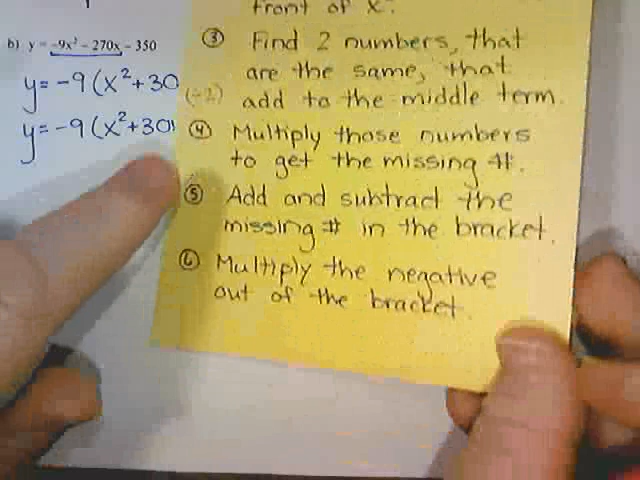 front of x².
b) y = -9x² - 270x - 350
y = -9 (x² + 30
y = -9 (x² + 30
③ Find 2 numbers, that
are the same, that
(÷2) add to the middle term.
④ Multiply those numbers
to get the missing #.
⑤ Add and subtract the
missing # in the bracket.
⑥ Multiply the negative
out of the bracket.